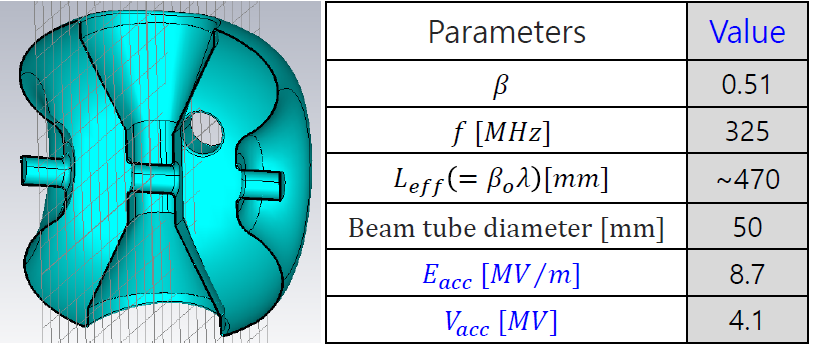 Parameters Value
β 0.51
f [MHz] 325
L_eff(= β_oλ)[mm] ~470
Beam tube diameter [mm] 50
E_acc [MV/m] 8.7
V_acc [MV] 4.1